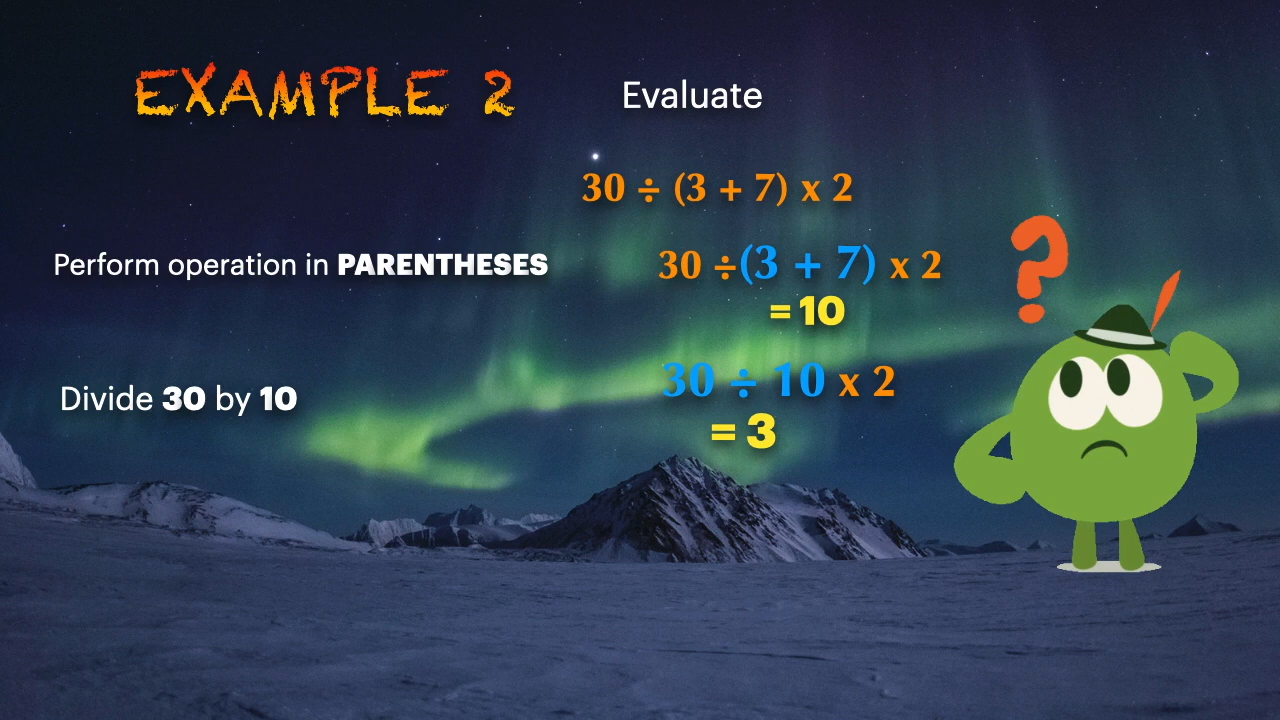 EXAMPLE 2
Evaluate
30 ÷ (3 + 7) x 2
Perform operation in PARENTHESES
30 ÷(3 + 7) x 2
= 10
Divide 30 by 10
30 ÷ 10 x 2
= 3
?